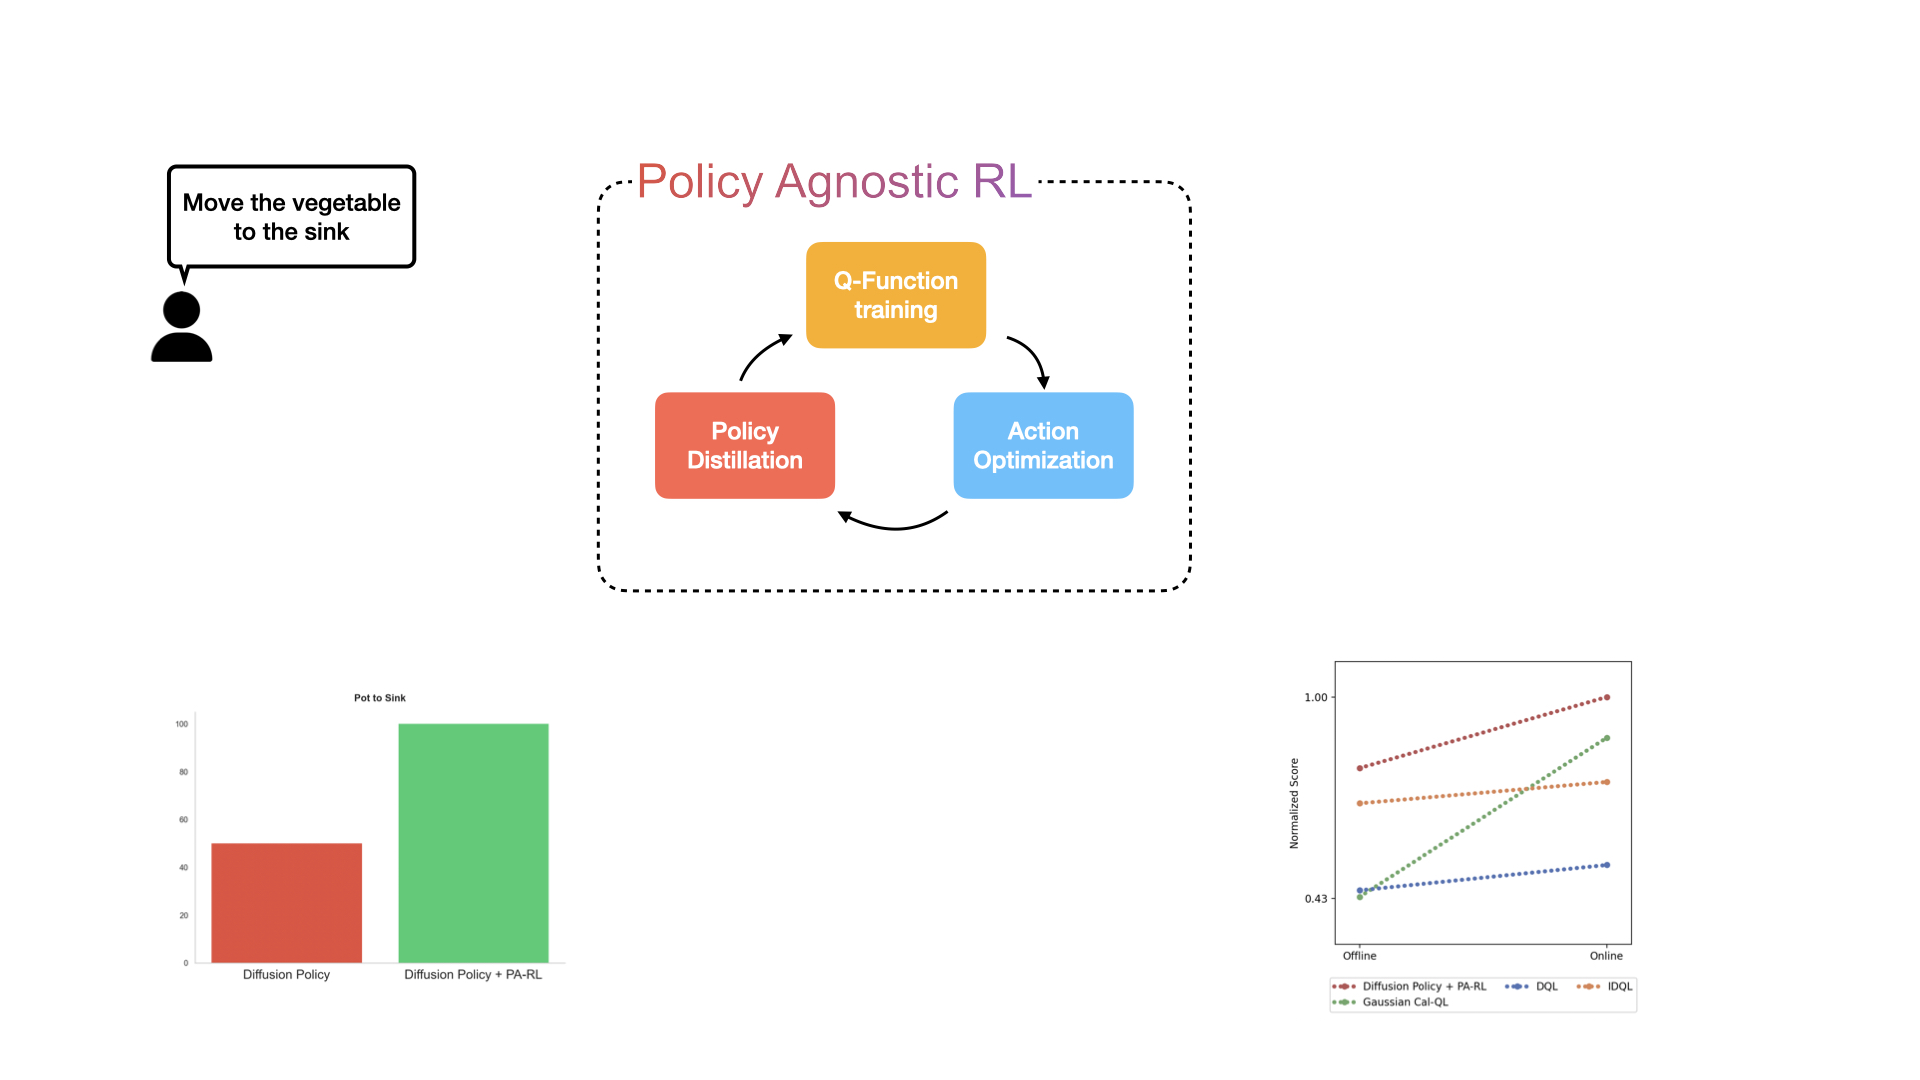 Policy Agnostic RL
Move the vegetable
to the sink
Q-Function
training
Policy
Distillation
Action
Optimization
Pot to Sink
100
80
60
40
20
0
Diffusion Policy
Diffusion Policy + PA-RL
1.00
0.43
Normalized Score
Offline
Online
Diffusion Policy + PA-RL
DQL
IDQL
Gaussian Cal-QL